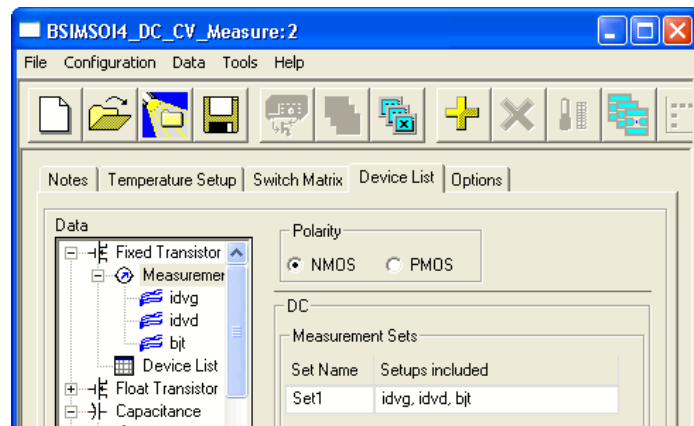 BSIMSOI4_DC_CV_Measure:2
File Configuration Data Tools Help
Notes Temperature Setup Switch Matrix Device List Options
Data
Fixed Transistor
Measuremer
idvg
idvd
bjt
Device List
Float Transistor
Capacitance
Polarity
NMOS PMOS
DC
Measurement Sets
Set Name Setups included
Set1 idvg, idvd, bjt